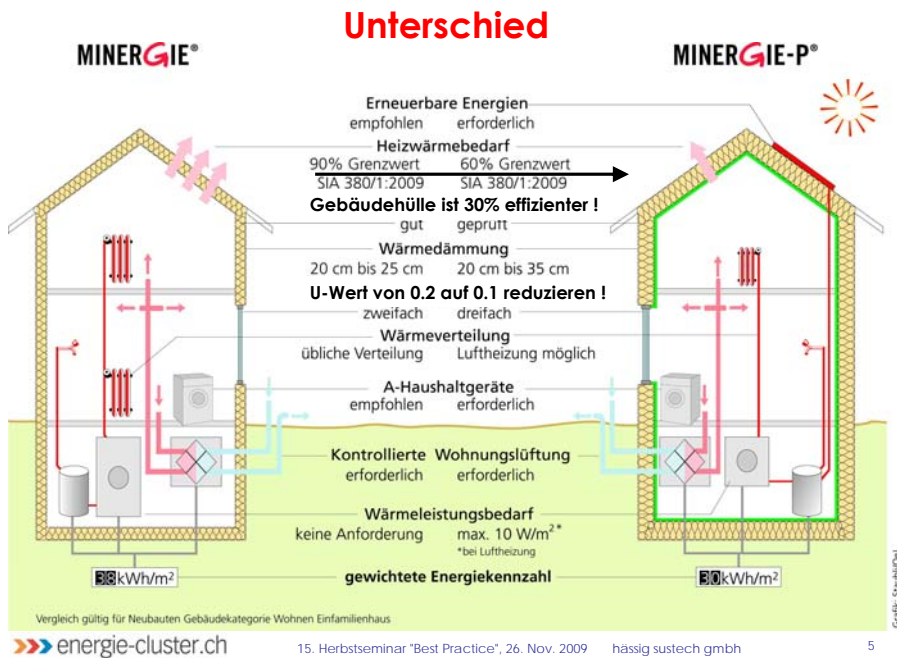 Unterschied
MINERGIE®
MINERGIE-P®
Erneuerbare Energien
empfohlen erforderlich
Heizwärmebedarf
90% Grenzwert 60% Grenzwert
SIA 380/1:2009 SIA 380/1:2009
Gebäudehülle ist 30% effizienter !
gut geprüft
Wärmedämmung
20 cm bis 25 cm 20 cm bis 35 cm
U-Wert von 0.2 auf 0.1 reduzieren !
zweifach dreifach
Wärmeverteilung
übliche Verteilung Luftheizung möglich
A-Haushaltgeräte
empfohlen erforderlich
Kontrollierte Wohnungslüftung
erforderlich erforderlich
Wärmeleistungsbedarf
keine Anforderung max. 10 W/m²*
*bei Luftheizung
38 kWh/m² gewichtete Energiekennzahl 30 kWh/m²
Vergleich gültig für Neubauten Gebäudekategorie Wohnen Einfamilienhaus
energie-cluster.ch
15. Herbstseminar "Best Practice", 26. Nov. 2009 hässig sustech gmbh 5